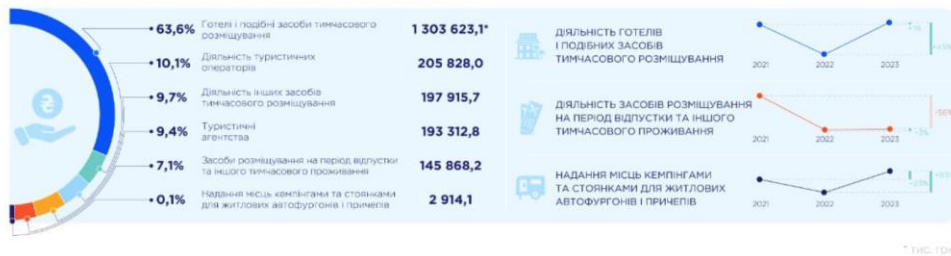 63,6% Готелі і подібні засоби тимчасового
розміщування 1 303 623,1*
10,1% Діяльність туристичних
операторів 205 828,0
9,7% Діяльність інших засобів
тимчасового розміщування 197 915,7
9,4% Туристичні
агентства 193 312,8
7,1% Засоби розміщування на період відпустки
та іншого тимчасового проживання 145 868,2
0,1% Надання місць кемпінгами та стоянками
для житлових автофургонів і причепів 2 914,1
ДІЯЛЬНІСТЬ ГОТЕЛІВ
І ПОДІБНИХ ЗАСОБІВ
ТИМЧАСОВОГО РОЗМІЩУВАННЯ
2021 2022 2023
ДІЯЛЬНІСТЬ ЗАСОБІВ РОЗМІЩУВАННЯ
НА ПЕРІОД ВІДПУСТКИ ТА ІНШОГО
ТИМЧАСОВОГО ПРОЖИВАННЯ
2021 2022 2023
НАДАННЯ МІСЦЬ КЕМПІНГАМИ
ТА СТОЯНКАМИ ДЛЯ ЖИТЛОВИХ
АВТОФУРГОНІВ І ПРИЧЕПІВ
2021 2022 2023
* тис. грн